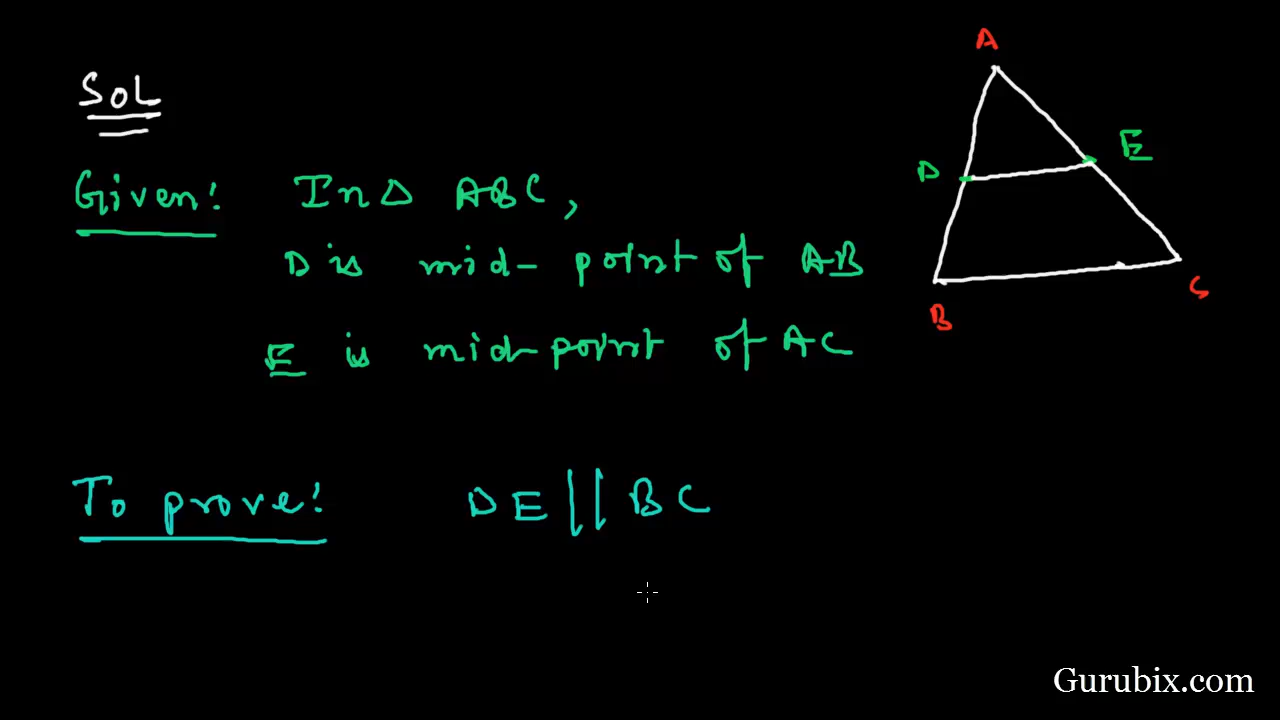 SOL
Given! In Δ ABC,
D is mid-point of AB
E is mid-point of AC
To prove! DE || BC
A
D
E
B
C
Gurubix.com